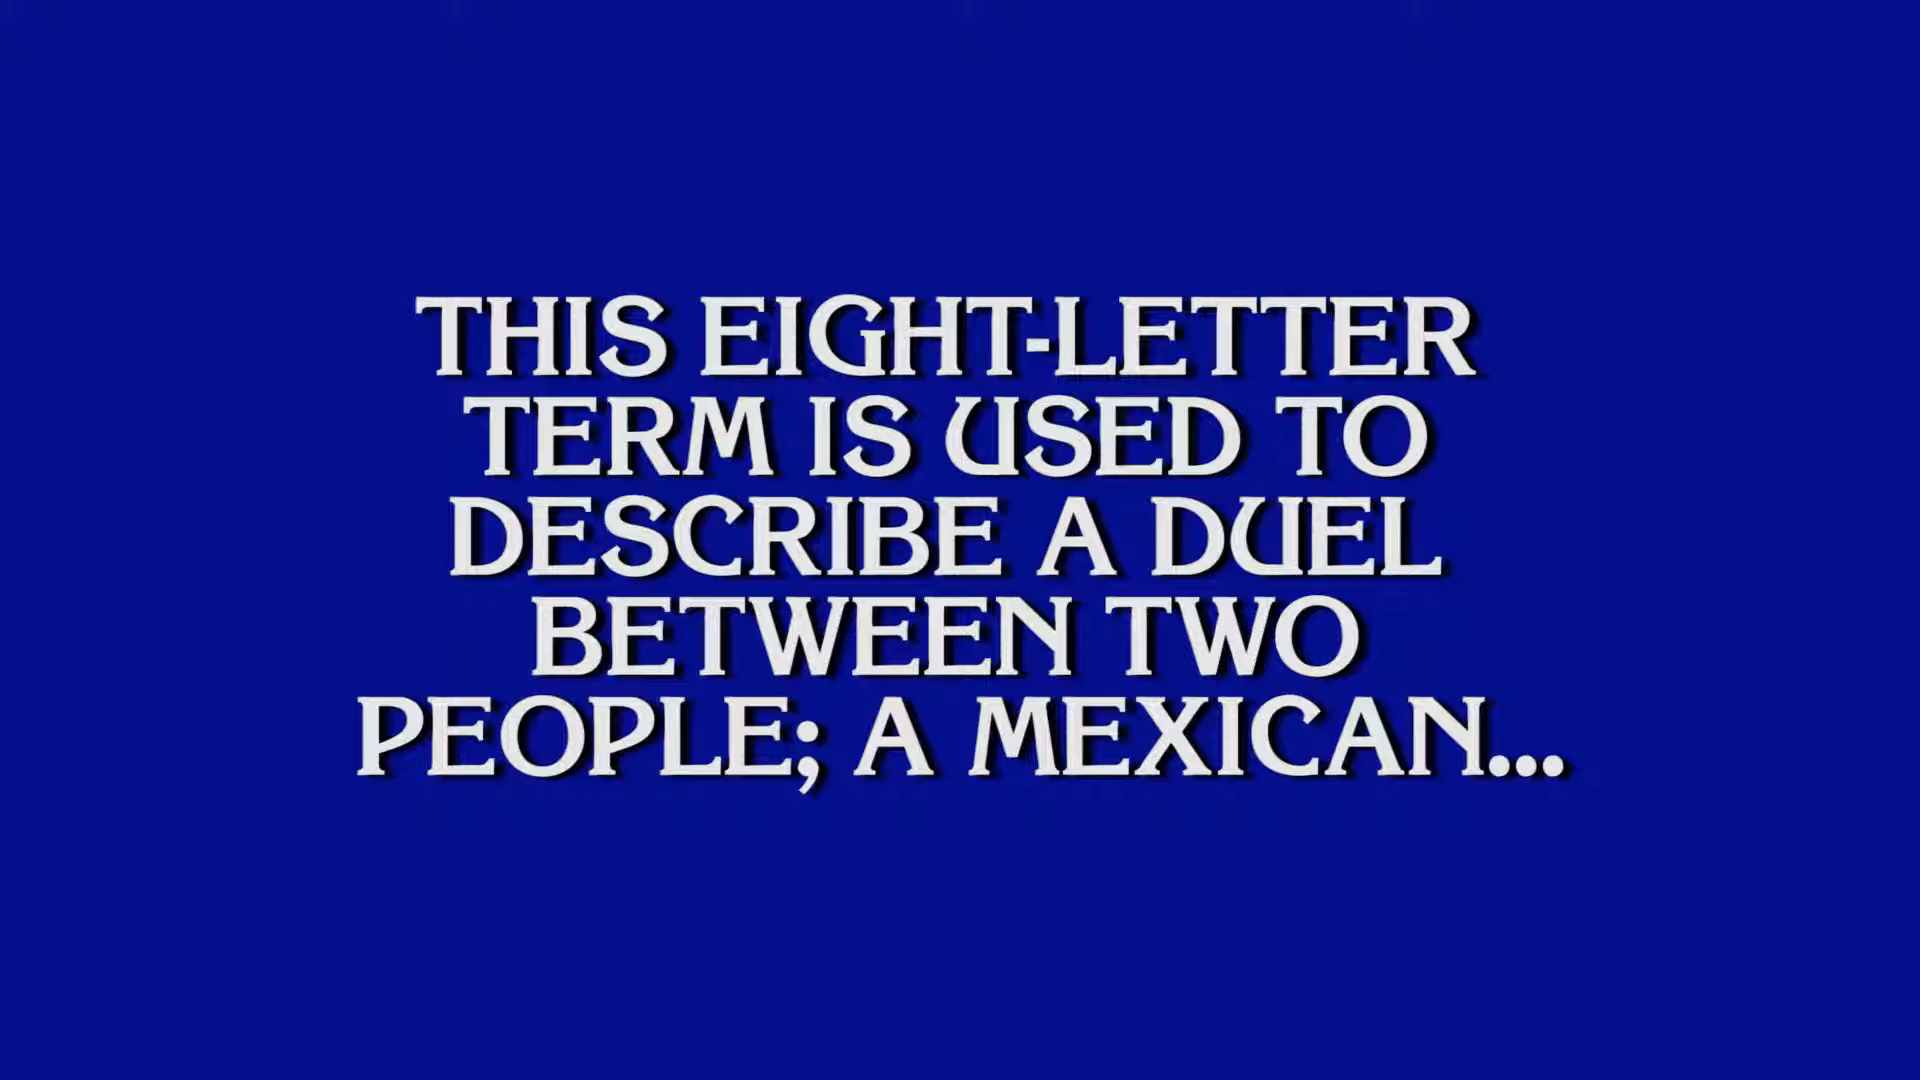 THIS EIGHT-LETTER
TERM IS USED TO
DESCRIBE A DUEL
BETWEEN TWO
PEOPLE; A MEXICAN...